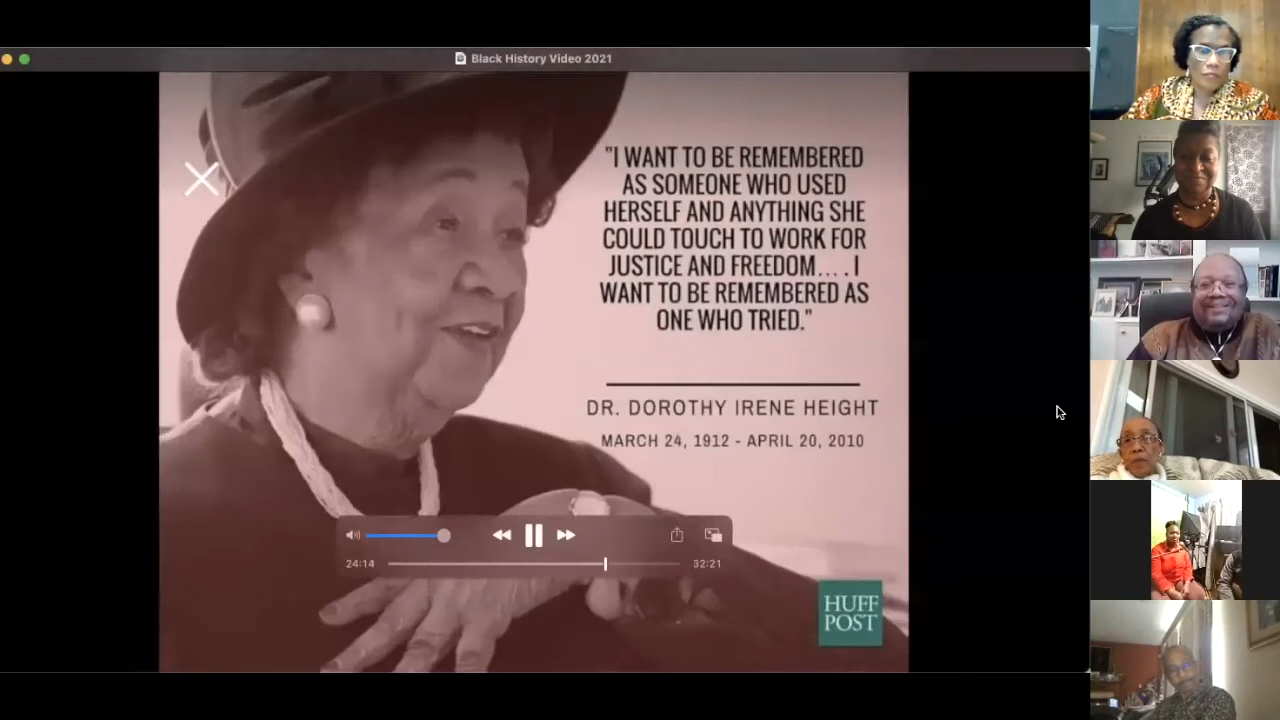 Black History Video 2021
"I WANT TO BE REMEMBERED
AS SOMEONE WHO USED
HERSELF AND ANYTHING SHE
COULD TOUCH TO WORK FOR
JUSTICE AND FREEDOM.... I
WANT TO BE REMEMBERED AS
ONE WHO TRIED."
DR. DOROTHY IRENE HEIGHT
MARCH 24, 1912 - APRIL 20, 2010
24:14
32:21
HUFF
POST